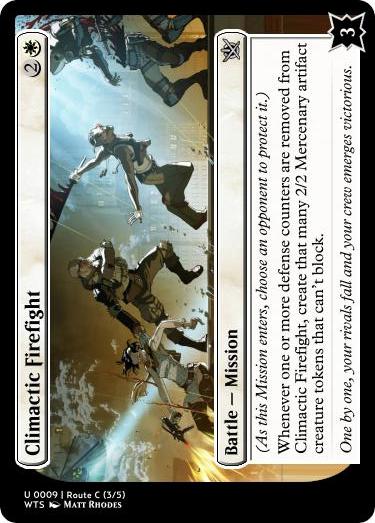 Climactic Firefight
2
Battle – Mission
(As this Mission enters, choose an opponent to protect it.)
Whenever one or more defense counters are removed from
Climactic Firefight, create that many 2/2 Mercenary artifact
creature tokens that can't block.
One by one, your rivals fall and your crew emerges victorious.
3
U 0009 | Route C (3/5)
WTS Matt Rhodes